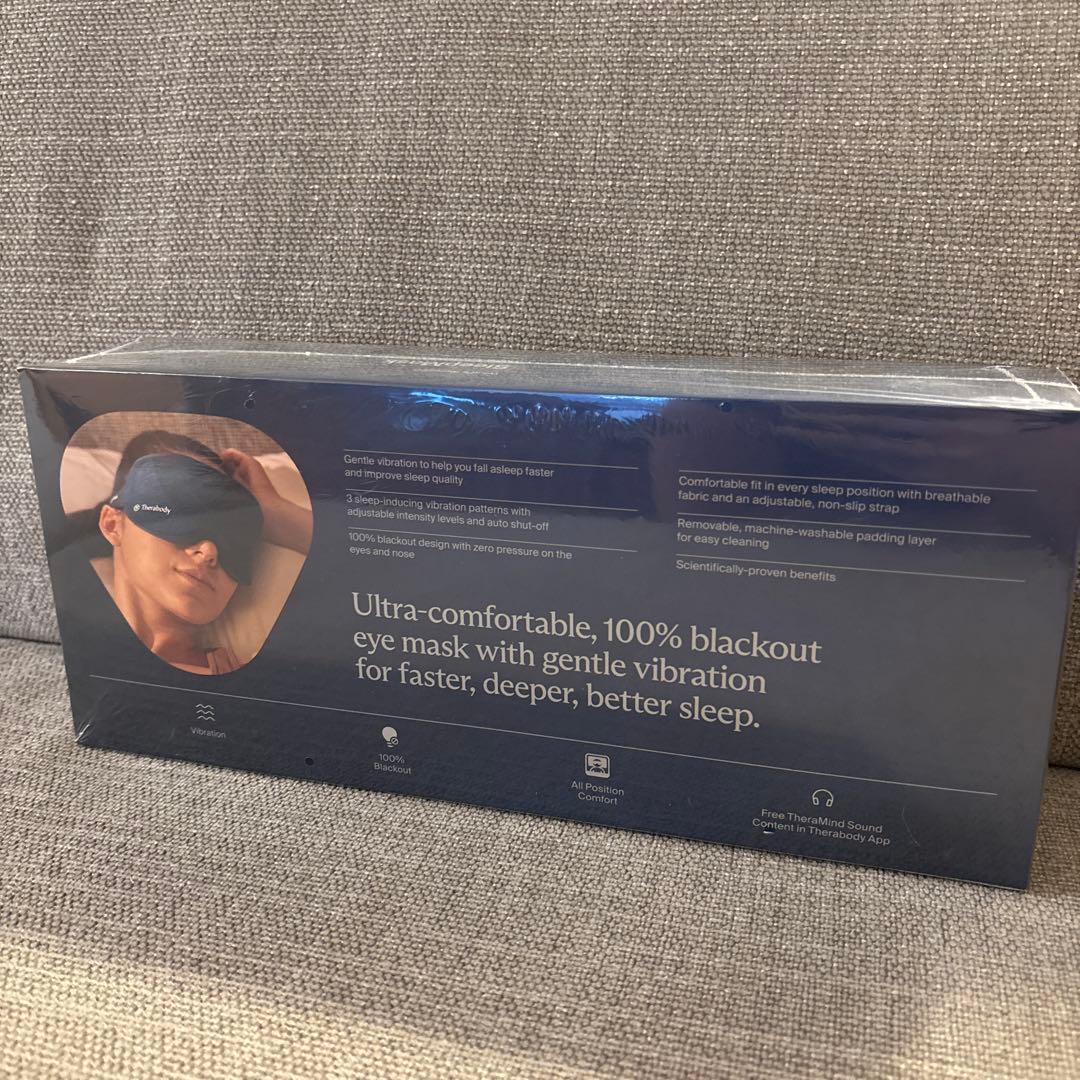 Therabody
Gentle vibration to help you fall asleep faster
and improve sleep quality
3 sleep-inducing vibration patterns with
adjustable intensity levels and auto shut-off
100% blackout design with zero pressure on the
eyes and nose
Comfortable fit in every sleep position with breathable
fabric and an adjustable, non-slip strap
Removable, machine-washable padding layer
for easy cleaning
Scientifically-proven benefits
Ultra-comfortable, 100% blackout
eye mask with gentle vibration
for faster, deeper, better sleep.
Vibration
100%
Blackout
All Position
Comfort
Free TheraMind Sound
Content in Therabody App